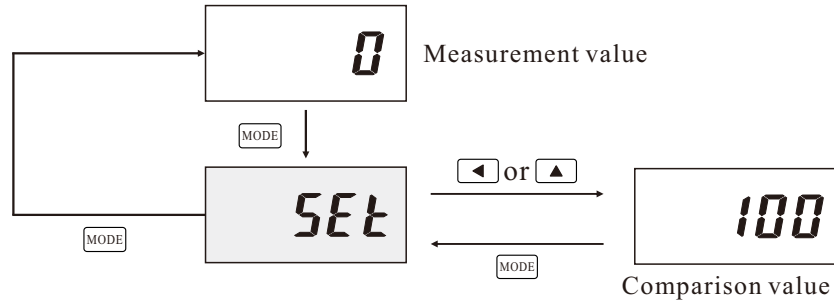 0
Measurement value
MODE
SEt
◀ or ▲
100
MODE
MODE
Comparison value